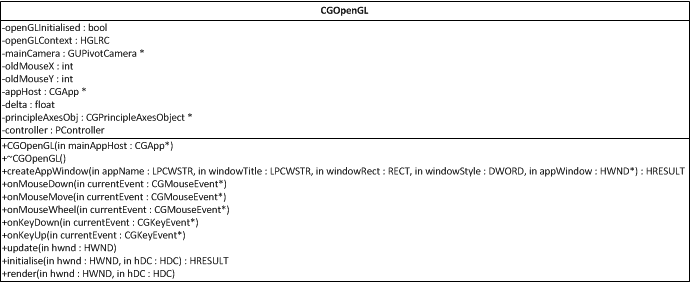 CGOpenGL
-openGLInitialised : bool
-openGLContext : HGLRC
-mainCamera : GUPivotCamera *
-oldMouseX : int
-oldMouseY : int
-appHost : CGApp *
-delta : float
-principleAxesObj : CGPrincipleAxesObject *
-controller : PController
+CGOpenGL(in mainAppHost : CGApp*)
+~CGOpenGL()
+createAppWindow(in appName : LPCWSTR, in windowTitle : LPCWSTR, in windowRect : RECT, in windowStyle : DWORD, in appWindow : HWND*) : HRESULT
+onMouseDown(in currentEvent : CGMouseEvent*)
+onMouseMove(in currentEvent : CGMouseEvent*)
+onMouseWheel(in currentEvent : CGMouseEvent*)
+onKeyDown(in currentEvent : CGKeyEvent*)
+onKeyUp(in currentEvent : CGKeyEvent*)
+update(in hwnd : HWND)
+initialise(in hwnd : HWND, in hDC : HDC) : HRESULT
+render(in hwnd : HWND, in hDC : HDC)